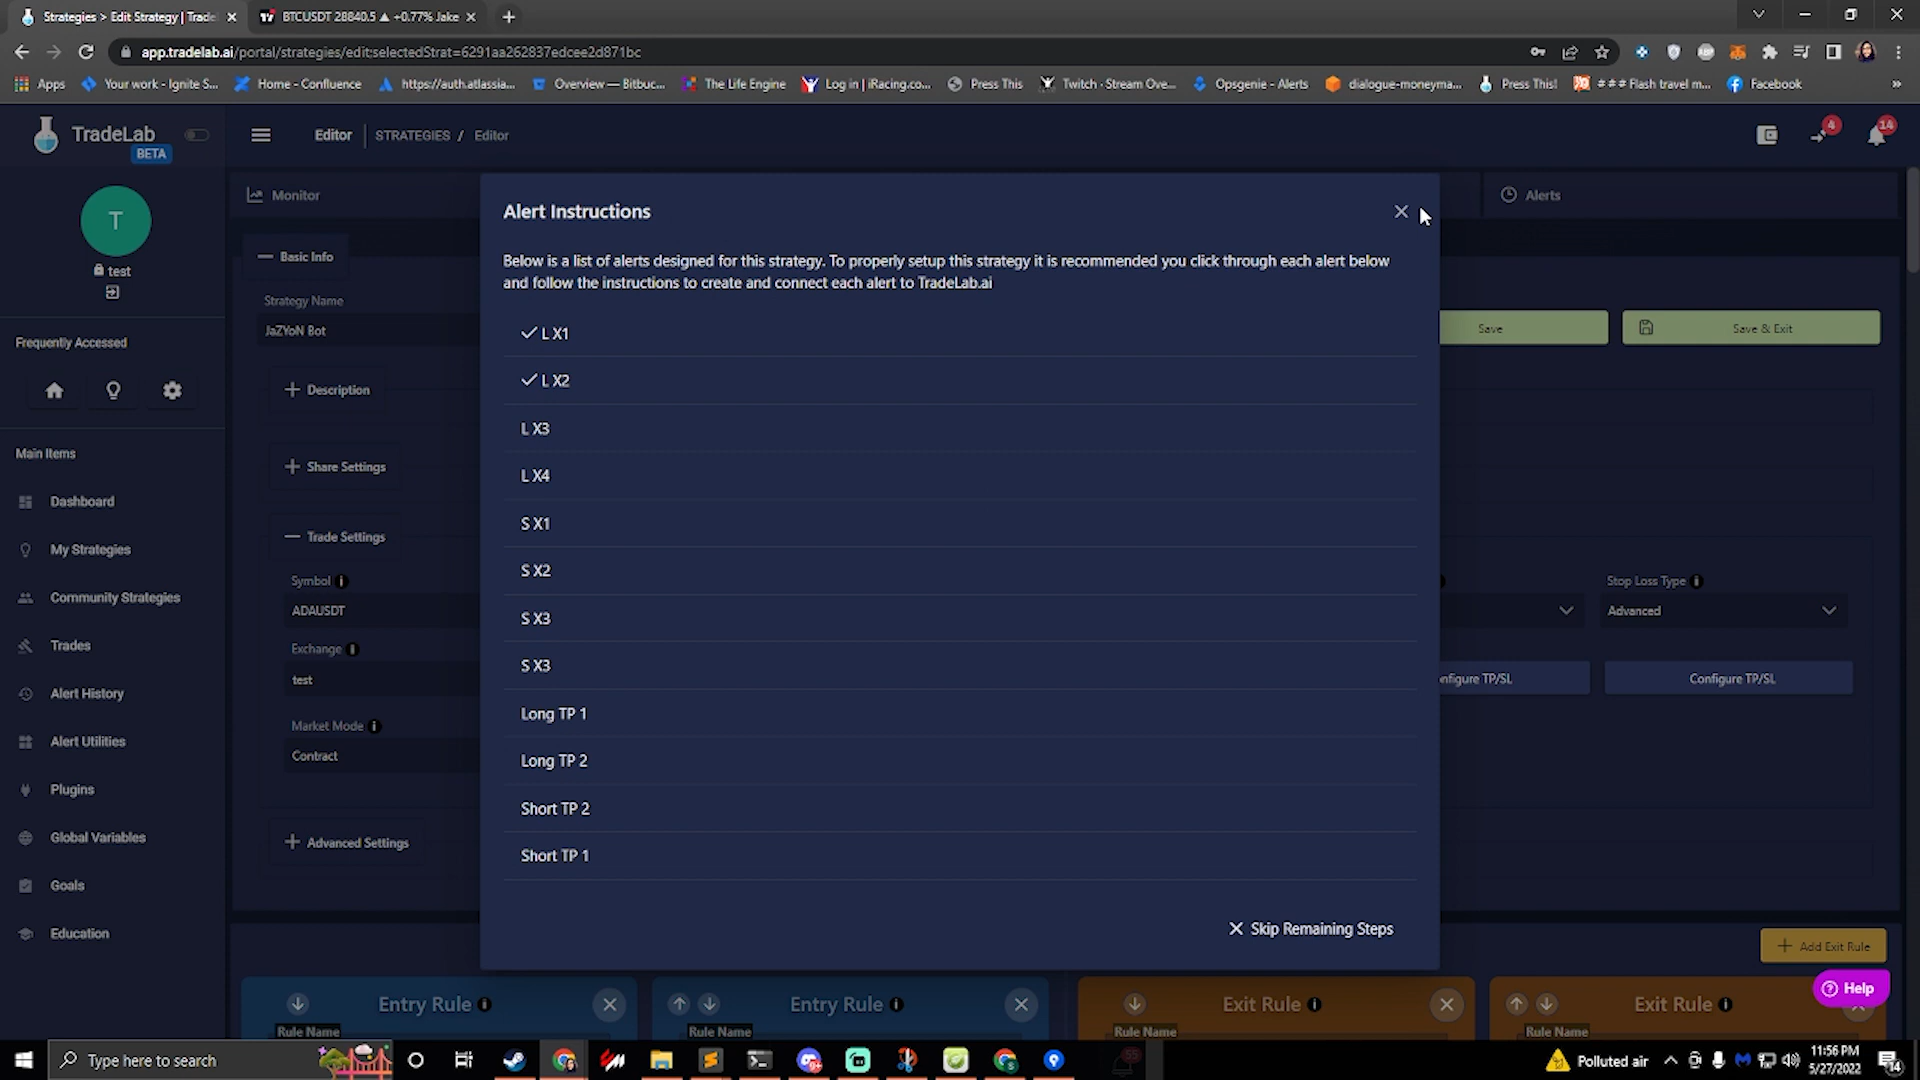 Strategies > Edit Strategy | Trade
BTCUSDT 28840.5 ▲ +0.77% Jake
app.tradelab.ai/portal/strategies/edit;selectedStrat=6291aa262837edcee2d871bc
Apps
Your work - Ignite S...
Home - Confluence
https://auth.atlassia...
Overview — Bitbuc...
The Life Engine
Log in | iRacing.co...
Press This
Twitch - Stream Ove...
Opsgenie - Alerts
dialogue-moneyma...
Press This!
# # # Flash travel m...
Facebook
»
TradeLab
BETA
Editor
STRATEGIES / Editor
4
14
T
test
Frequently Accessed
Main Items
Dashboard
My Strategies
Community Strategies
Trades
Alert History
Alert Utilities
Plugins
Global Variables
Goals
Education
Monitor
Alerts
Basic Info
Strategy Name
JaZYoN Bot
Description
Share Settings
Trade Settings
Symbol
ADAUSDT
Exchange
test
Market Mode
Contract
Advanced Settings
Save
Save & Exit
Stop Loss Type
Advanced
nfigure TP/SL
Configure TP/SL
Alert Instructions
Below is a list of alerts designed for this strategy. To properly setup this strategy it is recommended you click through each alert below
and follow the instructions to create and connect each alert to TradeLab.ai
L X1
L X2
L X3
L X4
S X1
S X2
S X3
S X3
Long TP 1
Long TP 2
Short TP 2
Short TP 1
Skip Remaining Steps
Add Exit Rule
Help
Entry Rule
Rule Name
Entry Rule
Rule Name
Exit Rule
Rule Name
Exit Rule
Rule Name
Type here to search
Polluted air
11:56 PM
5/27/2022
14